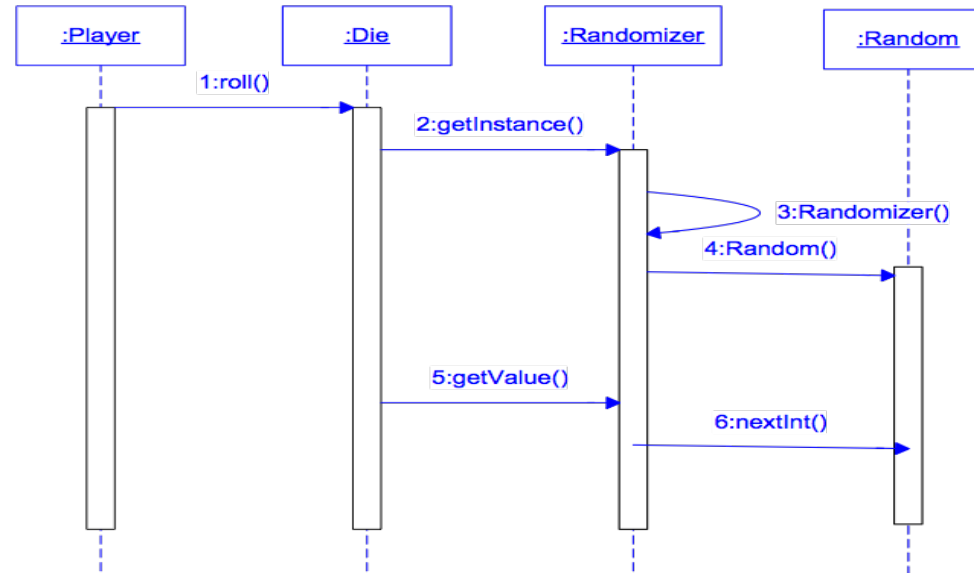 :Player
:Die
:Randomizer
:Random
1:roll()
2:getInstance()
3:Randomizer()
4:Random()
5:getValue()
6:nextInt()